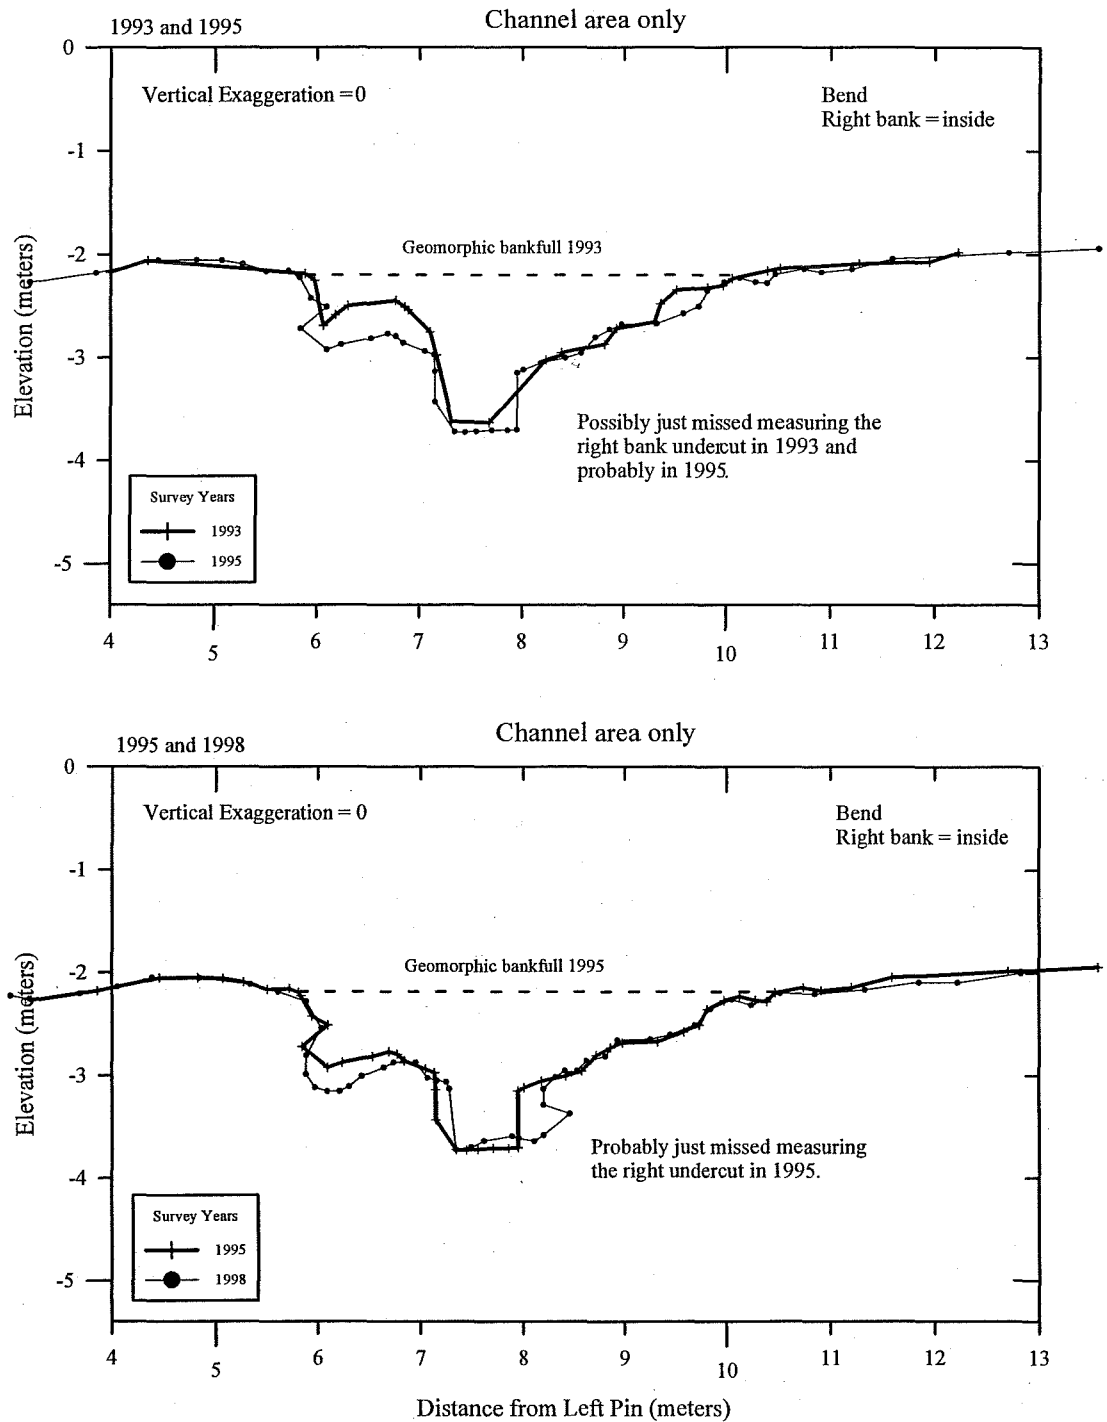 Channel area only
1993 and 1995
0
Vertical Exaggeration = 0
Bend
Right bank = inside
-1
Geomorphic bankfull 1993
-2
Elevation (meters)
-3
Possibly just missed measuring the
right bank undercut in 1993 and
probably in 1995.
-4
Survey Years
1993
1995
-5
4 5 6 7 8 9 10 11 12 13
Channel area only
1995 and 1998
0
Vertical Exaggeration = 0
Bend
Right bank = inside
-1
Geomorphic bankfull 1995
-2
Elevation (meters)
-3
Probably just missed measuring
the right undercut in 1995.
-4
Survey Years
1995
1998
-5
4 5 6 7 8 9 10 11 12 13
Distance from Left Pin (meters)